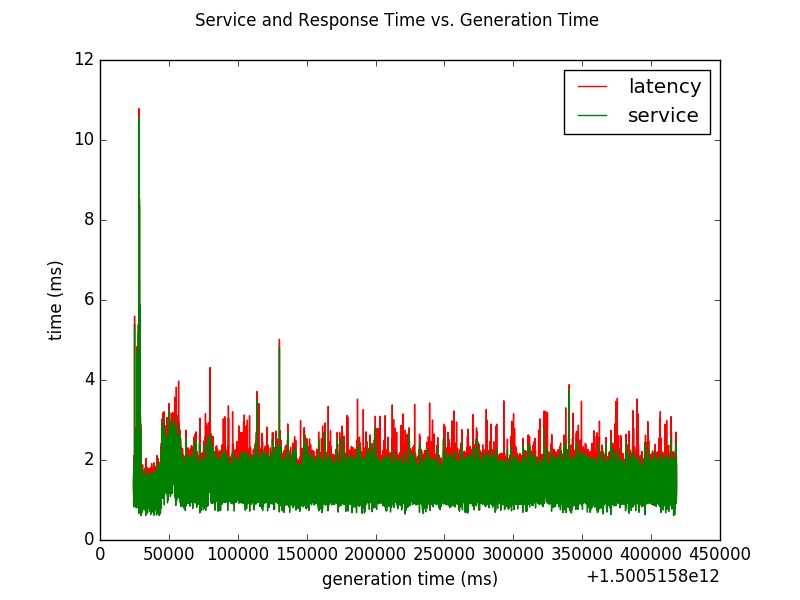 Service and Response Time vs. Generation Time
12
10
8
6
4
2
0
time (ms)
latency
service
0 50000 100000 150000 200000 250000 300000 350000 400000 450000
generation time (ms)
+1.5005158e12